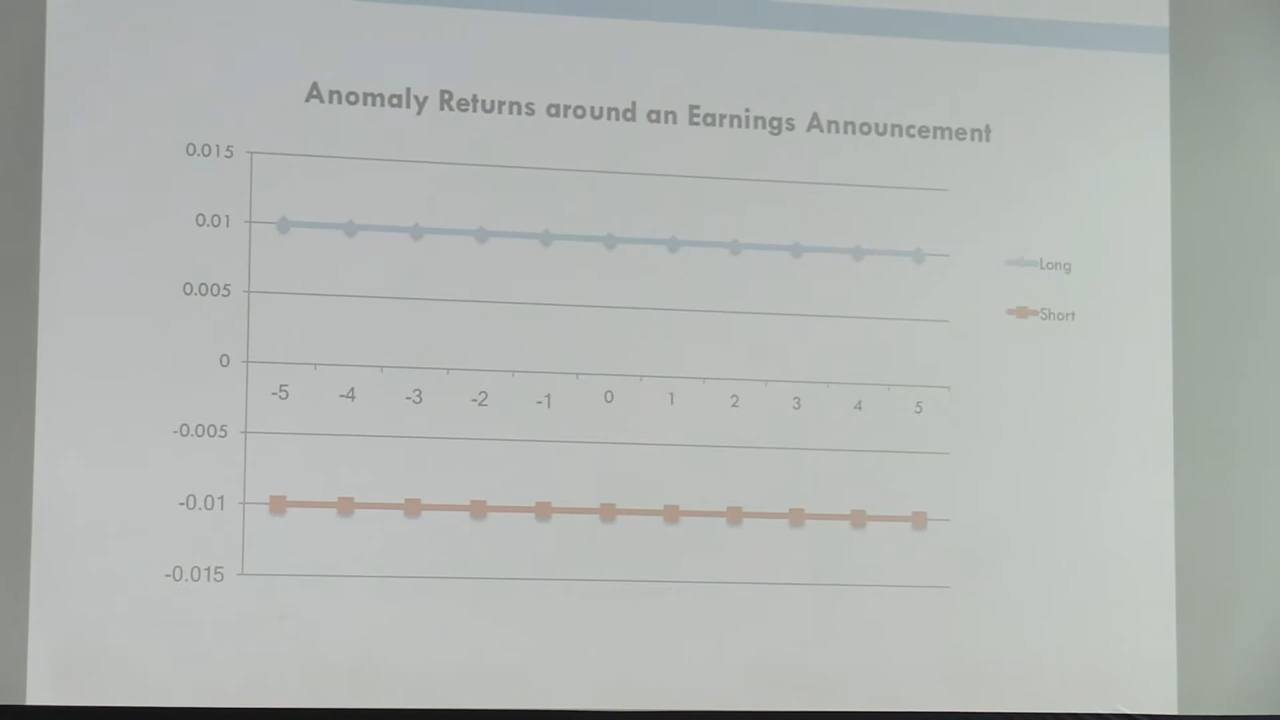 Anomaly Returns around an Earnings Announcement
0.015
0.01
0.005
0
-0.005
-0.01
-0.015
-5 -4 -3 -2 -1 0 1 2 3 4 5
Long
Short